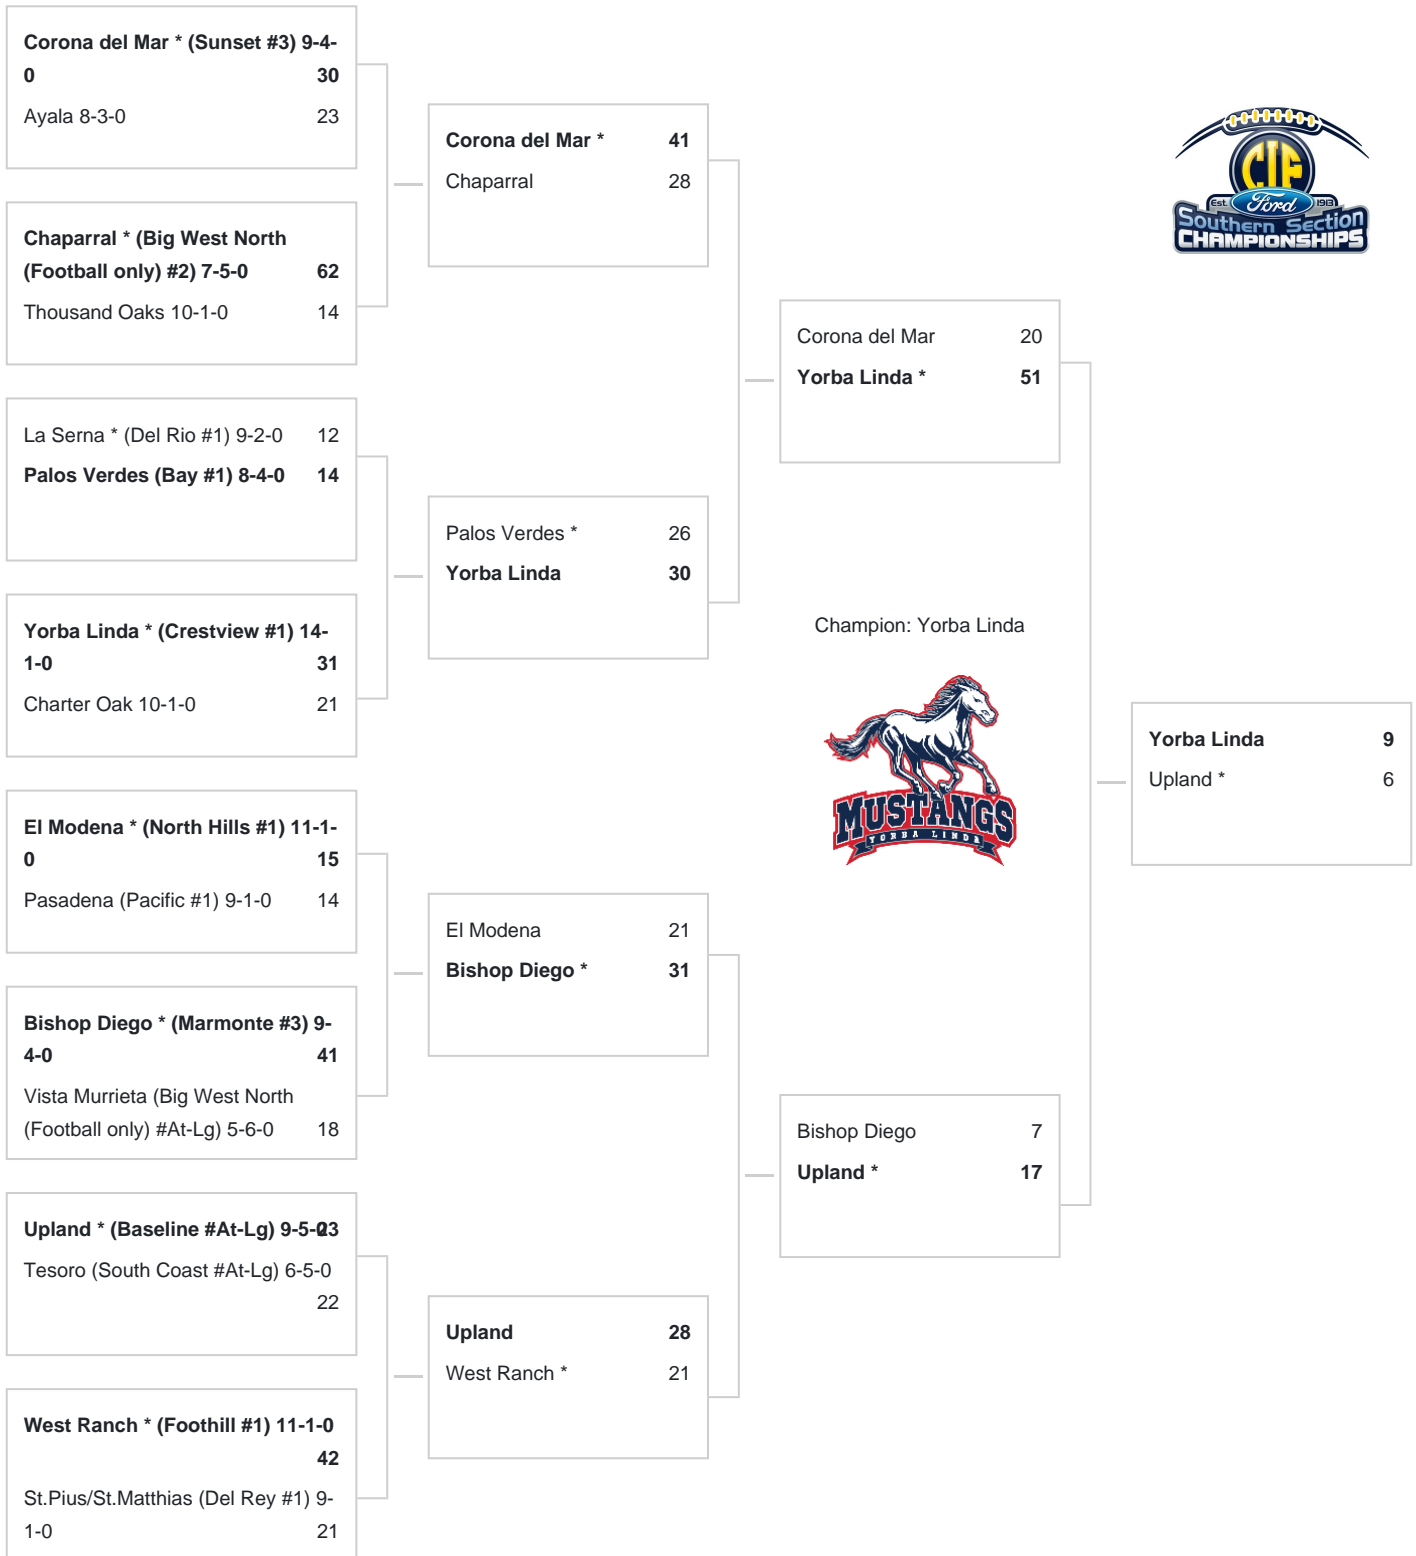 Corona del Mar * (Sunset #3) 9-4-
0 30
Ayala 8-3-0 23
Chaparral * (Big West North
(Football only) #2) 7-5-0 62
Thousand Oaks 10-1-0 14
La Serna * (Del Rio #1) 9-2-0 12
Palos Verdes (Bay #1) 8-4-0 14
Yorba Linda * (Crestview #1) 14-
1-0 31
Charter Oak 10-1-0 21
El Modena * (North Hills #1) 11-1-
0 15
Pasadena (Pacific #1) 9-1-0 14
Bishop Diego * (Marmonte #3) 9-
4-0 41
Vista Murrieta (Big West North
(Football only) #At-Lg) 5-6-0 18
Upland * (Baseline #At-Lg) 9-5-0 23
Tesoro (South Coast #At-Lg) 6-5-0
22
West Ranch * (Foothill #1) 11-1-0
42
St.Pius/St.Matthias (Del Rey #1) 9-
1-0 21
Corona del Mar * 41
Chaparral 28
Palos Verdes * 26
Yorba Linda 30
El Modena 21
Bishop Diego * 31
Upland 28
West Ranch * 21
Corona del Mar 20
Yorba Linda * 51
Bishop Diego 7
Upland * 17
Champion: Yorba Linda
MUSTANGS
YORBA LINDA
Yorba Linda 9
Upland * 6
CIF
Est. Ford 1913
Southern Section
CHAMPIONSHIPS